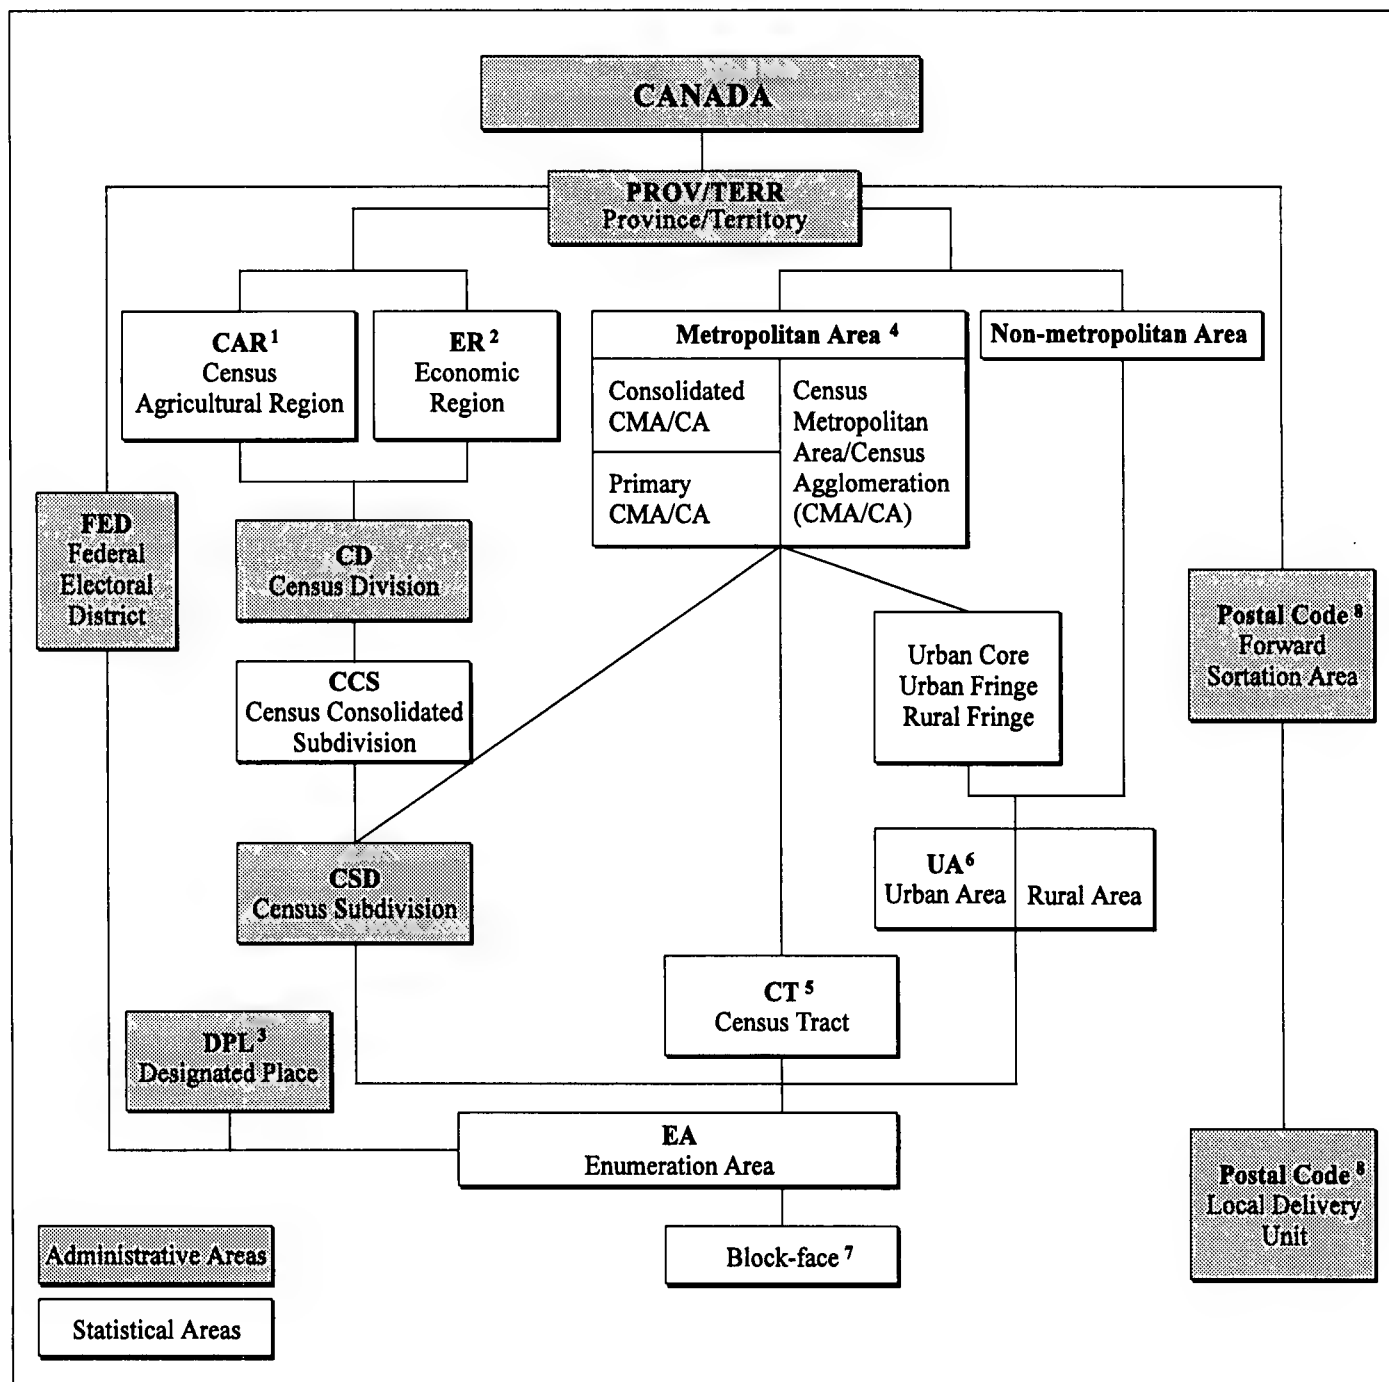 CANADA
PROV/TERR
Province/Territory
CAR 1
Census
Agricultural Region
ER 2
Economic
Region
Metropolitan Area 4
Consolidated
CMA/CA
Primary
CMA/CA
Census
Metropolitan
Area/Census
Agglomeration
(CMA/CA)
Non-metropolitan Area
FED
Federal
Electoral
District
CD
Census Division
CCS
Census Consolidated
Subdivision
Urban Core
Urban Fringe
Rural Fringe
Postal Code 8
Forward
Sortation Area
CSD
Census Subdivision
UA 6
Urban Area
Rural Area
CT 5
Census Tract
DPL 3
Designated Place
EA
Enumeration Area
Postal Code 8
Local Delivery
Unit
Block-face 7
Administrative Areas
Statistical Areas